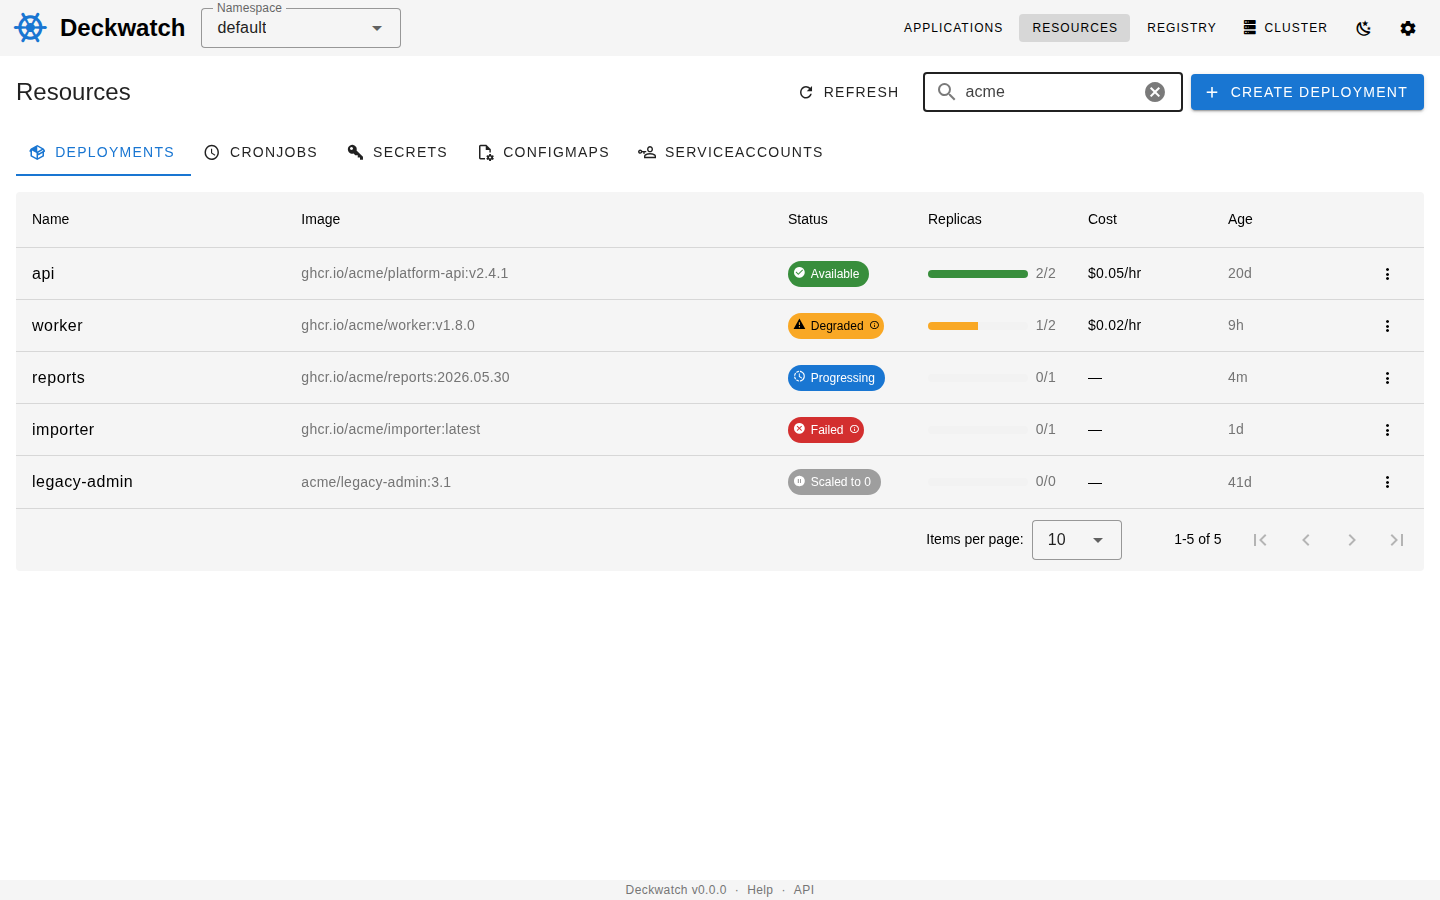 Deckwatch
Namespace
default
APPLICATIONS
RESOURCES
REGISTRY
CLUSTER
Resources
REFRESH
acme
CREATE DEPLOYMENT
DEPLOYMENTS
CRONJOBS
SECRETS
CONFIGMAPS
SERVICEACCOUNTS
Name Image Status Replicas Cost Age
api ghcr.io/acme/platform-api:v2.4.1 Available 2/2 $0.05/hr 20d
worker ghcr.io/acme/worker:v1.8.0 Degraded 1/2 $0.02/hr 9h
reports ghcr.io/acme/reports:2026.05.30 Progressing 0/1 — 4m
importer ghcr.io/acme/importer:latest Failed 0/1 — 1d
legacy-admin acme/legacy-admin:3.1 Scaled to 0 0/0 — 41d
Items per page: 10 1-5 of 5
Deckwatch v0.0.0 · Help · API